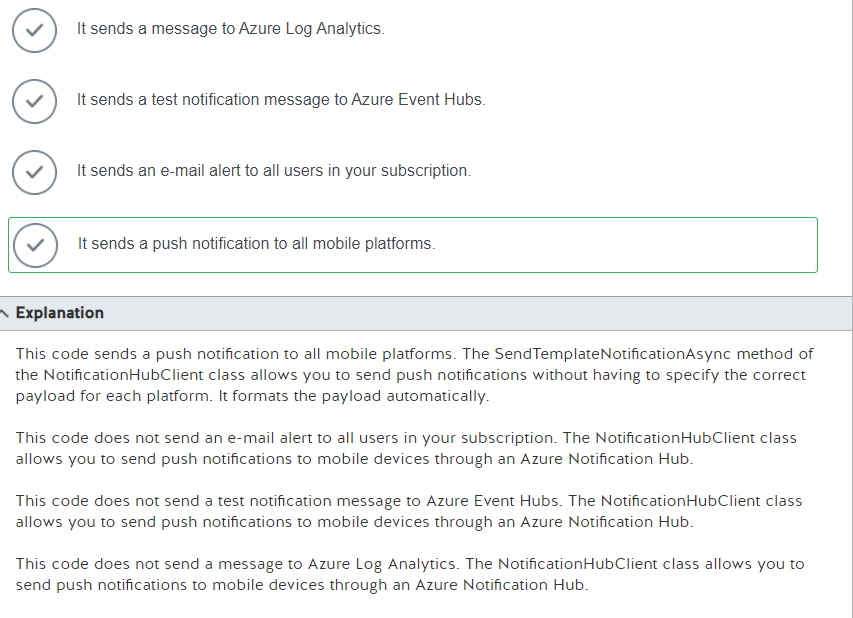 It sends a message to Azure Log Analytics.
It sends a test notification message to Azure Event Hubs.
It sends an e-mail alert to all users in your subscription.
It sends a push notification to all mobile platforms.
Explanation
This code sends a push notification to all mobile platforms. The SendTemplateNotificationAsync method of
the NotificationHubClient class allows you to send push notifications without having to specify the correct
payload for each platform. It formats the payload automatically.
This code does not send an e-mail alert to all users in your subscription. The NotificationHubClient class
allows you to send push notifications to mobile devices through an Azure Notification Hub.
This code does not send a test notification message to Azure Event Hubs. The NotificationHubClient class
allows you to send push notifications to mobile devices through an Azure Notification Hub.
This code does not send a message to Azure Log Analytics. The NotificationHubClient class allows you to
send push notifications to mobile devices through an Azure Notification Hub.